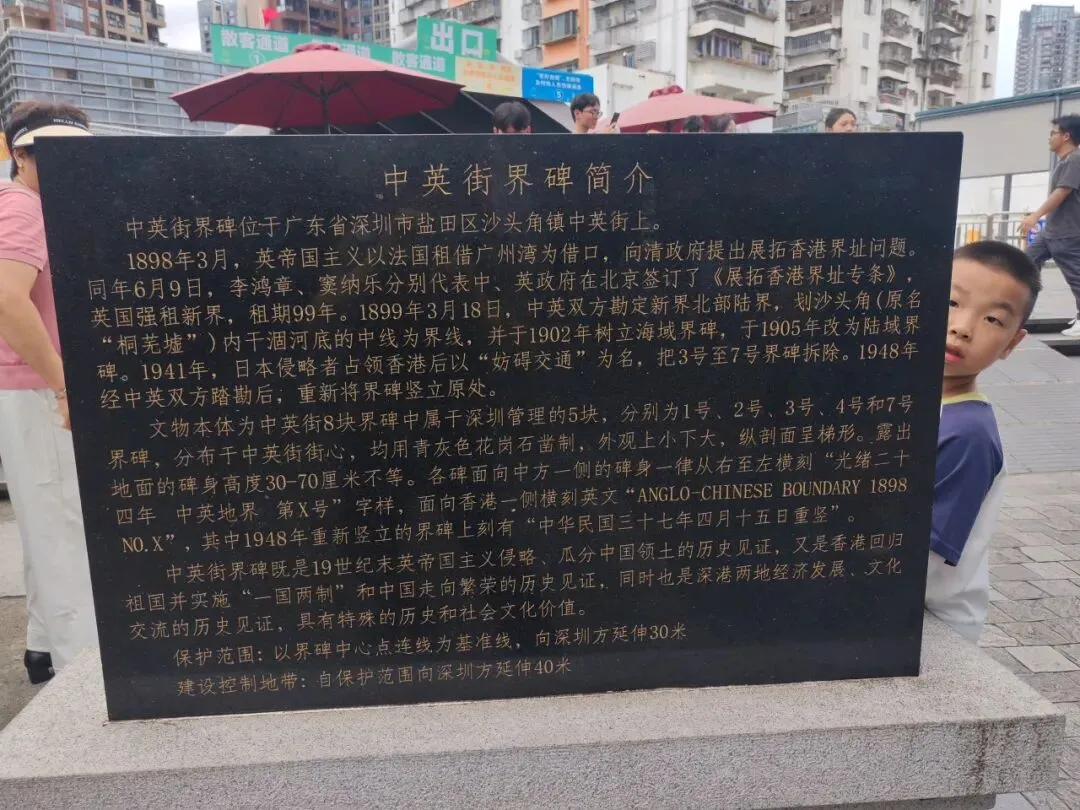 散客通道
①
出口
散客通道
⑤
中英街界碑简介
中英街界碑位于广东省深圳市盐田区沙头角镇中英街上。
1898年3月，英帝国主义以法国租借广州湾为借口，向清政府提出展拓香港界址问题。
同年6月9日，李鸿章、窦纳乐分别代表中、英政府在北京签订了《展拓香港界址专条》，
英国强租新界，租期99年。1899年3月18日，中英双方勘定新界北部陆界，划沙头角(原名
“桐芜墟”)内干涸河底的中线为界线，并于1902年树立海域界碑，于1905年改为陆域界
碑。1941年，日本侵略者占领香港后以“妨碍交通”为名，把3号至7号界碑拆除。1948年
经中英双方踏勘后，重新将界碑竖立原处。
文物本体为中英街8块界碑中属于深圳管理的5块，分别为1号、2号、3号、4号和7号
界碑，分布于中英街街心，均用青灰色花岗石凿制，外观上小下大，纵剖面呈梯形。露出
地面的碑身高度30-70厘米不等。各碑面向中方一侧的碑身一律从右至左横刻“光绪二十
四年 中英地界 第X号”字样，面向香港一侧横刻英文“ANGLO-CHINESE BOUNDARY 1898
NO.X”，其中1948年重新竖立的界碑上刻有“中华民国三十七年四月十五日重竖”。
中英街界碑既是19世纪末英帝国主义侵略、瓜分中国领土的历史见证，又是香港回归
祖国并实施“一国两制”和中国走向繁荣的历史见证，同时也是深港两地经济发展、文化
交流的历史见证，具有特殊的历史和社会文化价值。
保护范围：以界碑中心点连线为基准线，向深圳方延伸30米
建设控制地带：自保护范围向深圳方延伸40米